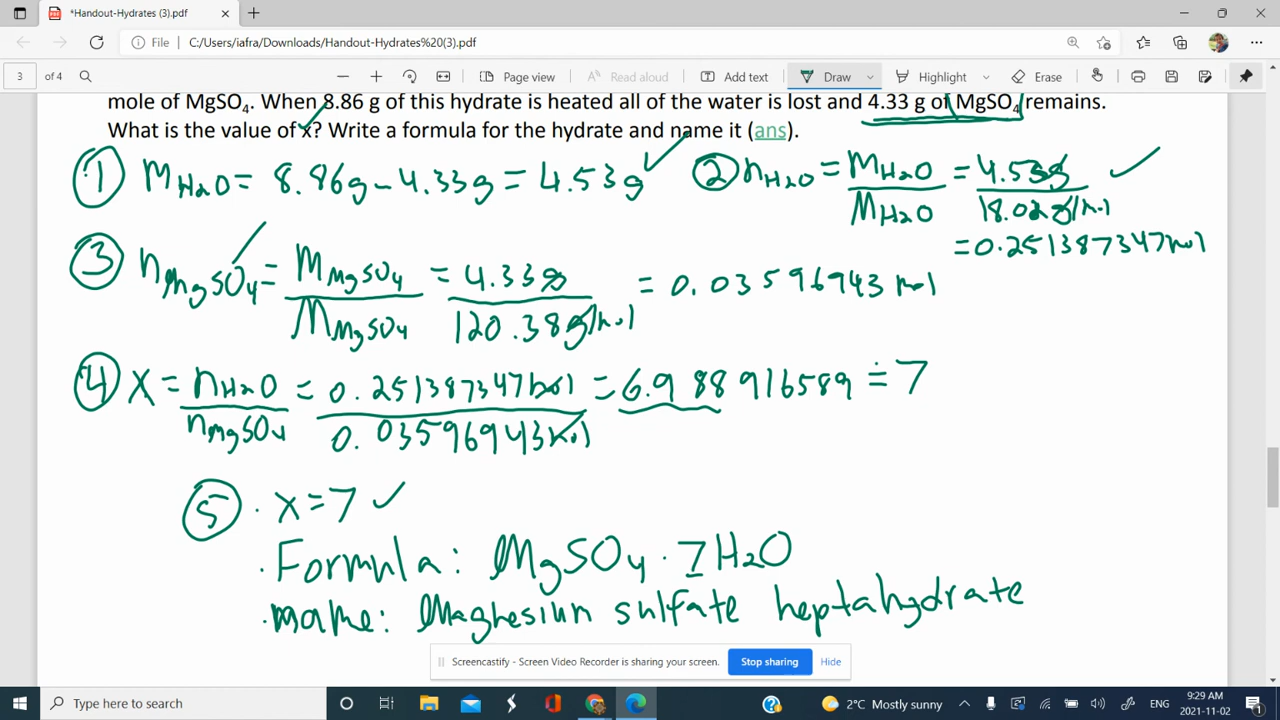 *Handout-Hydrates (3).pdf
File C:/Users/iafra/Downloads/Handout-Hydrates%20(3).pdf
3 of 4 Page view Read aloud Add text Draw Highlight Erase
mole of MgSO₄. When 8.86 g of this hydrate is heated all of the water is lost and 4.33 g of MgSO₄ remains.
What is the value of x? Write a formula for the hydrate and name it (ans).
① mH₂O = 8.86g - 4.33g = 4.53g ✓ ② nH₂O = mH₂O / MH₂O = 4.53g / 18.02g/mol ✓
= 0.251387347mol
③ nMgSO₄ = mMgSO₄ / MMgSO₄ = 4.33g / 120.38g/mol = 0.03596943 mol
④ X = nH₂O / nMgSO₄ = 0.251387347mol / 0.03596943mol = 6.988916589 ≐ 7
⑤ · x = 7 ✓
· Formula: MgSO₄ · 7H₂O
· name: Magnesium sulfate heptahydrate
Screencastify - Screen Video Recorder is sharing your screen. Stop sharing Hide
Type here to search 2°C Mostly sunny ENG 9:29 AM
2021-11-02